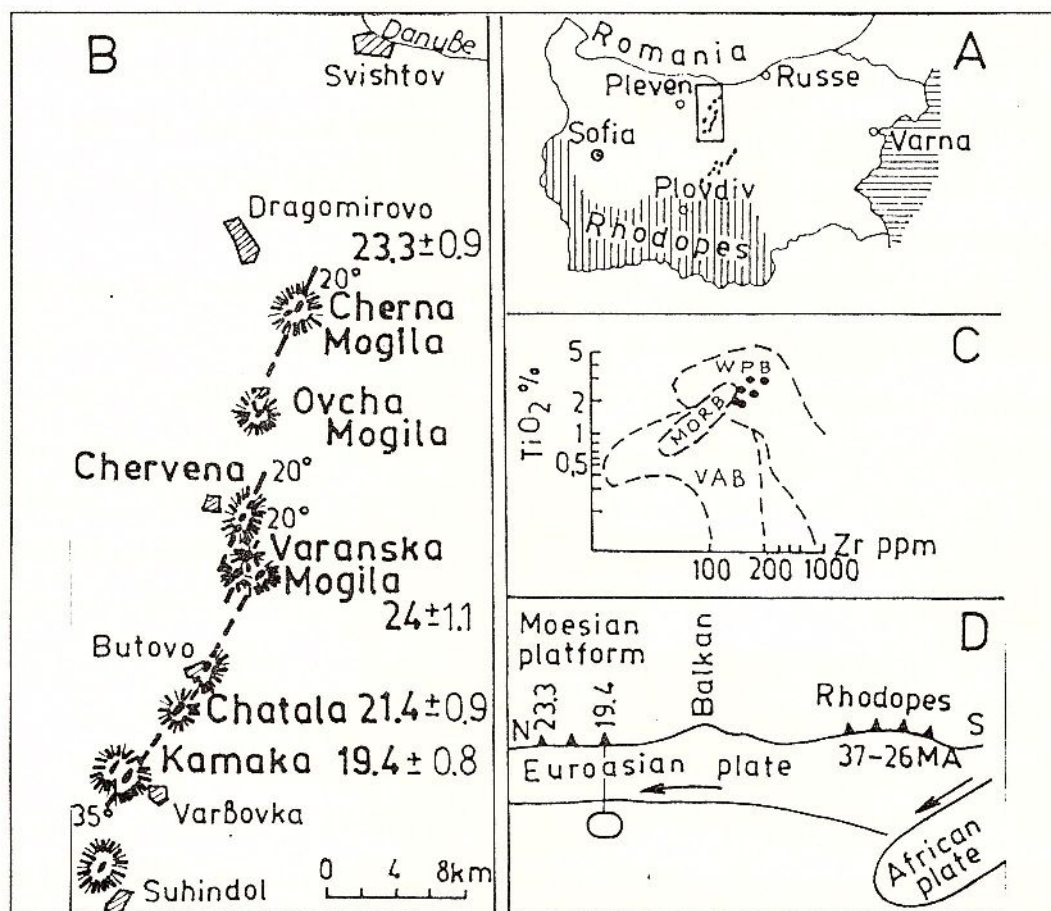 B
Danuβe
Svishtov
Dragomirovo
23.3±0.9
20°
Cherna
Mogila
Ovcha
Mogila
Chervena
20°
20°
Varanska
Mogila
24±1.1
Butovo
Chatala 21.4±0.9
Kamaka 19.4±0.8
35°
Varβovka
Suhindol
0 4 8km
A
Romania
Pleven
Russe
Sofia
Varna
Plovdiv
Rhodopes
C
TiO2 %
5
2
1
0,5
WPB
MORB
VAB
Zr ppm
100 200 1000
D
Moesian
platform
Balkan
Rhodopes
N
23.3
19.4
S
37-26MA
Euroasian plate
African
plate